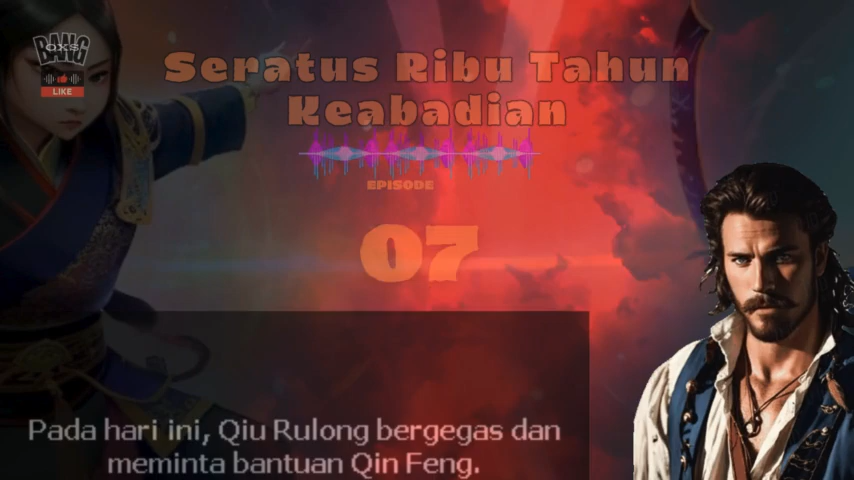 BANG
OXS
LIKE
Seratus Ribu Tahun
Keabadian
EPISODE
07
Pada hari ini, Qiu Rulong bergegas dan
meminta bantuan Qin Feng.